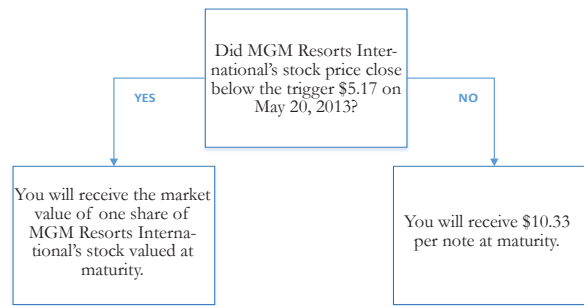 Did MGM Resorts Inter-
national's stock price close
below the trigger $5.17 on
May 20, 2013?
YES
NO
You will receive the market
value of one share of
MGM Resorts Interna-
tional's stock valued at
maturity.
You will receive $10.33
per note at maturity.